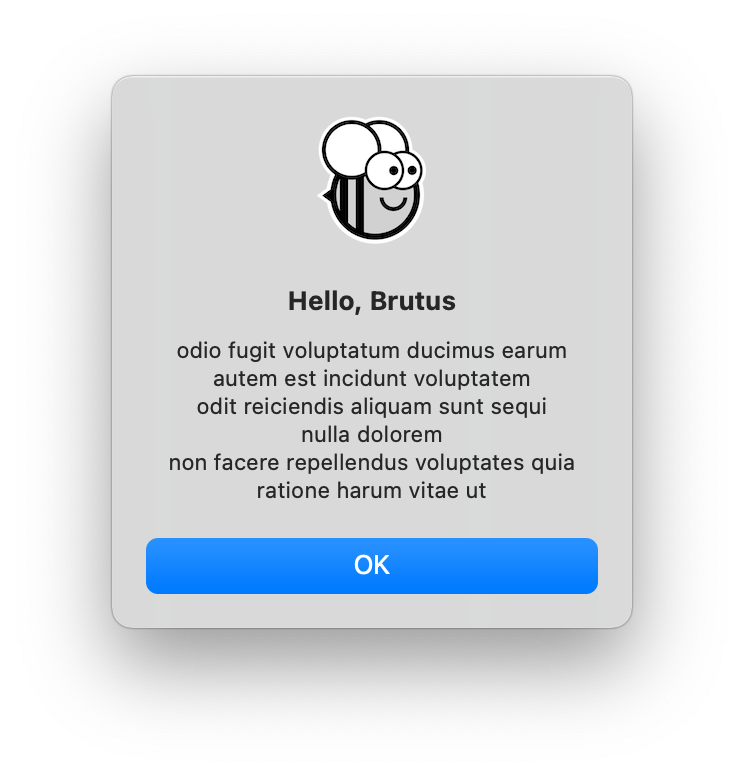 Hello, Brutus
odio fugit voluptatum ducimus earum
autem est incidunt voluptatem
odit reiciendis aliquam sunt sequi
nulla dolorem
non facere repellendus voluptates quia
ratione harum vitae ut
OK